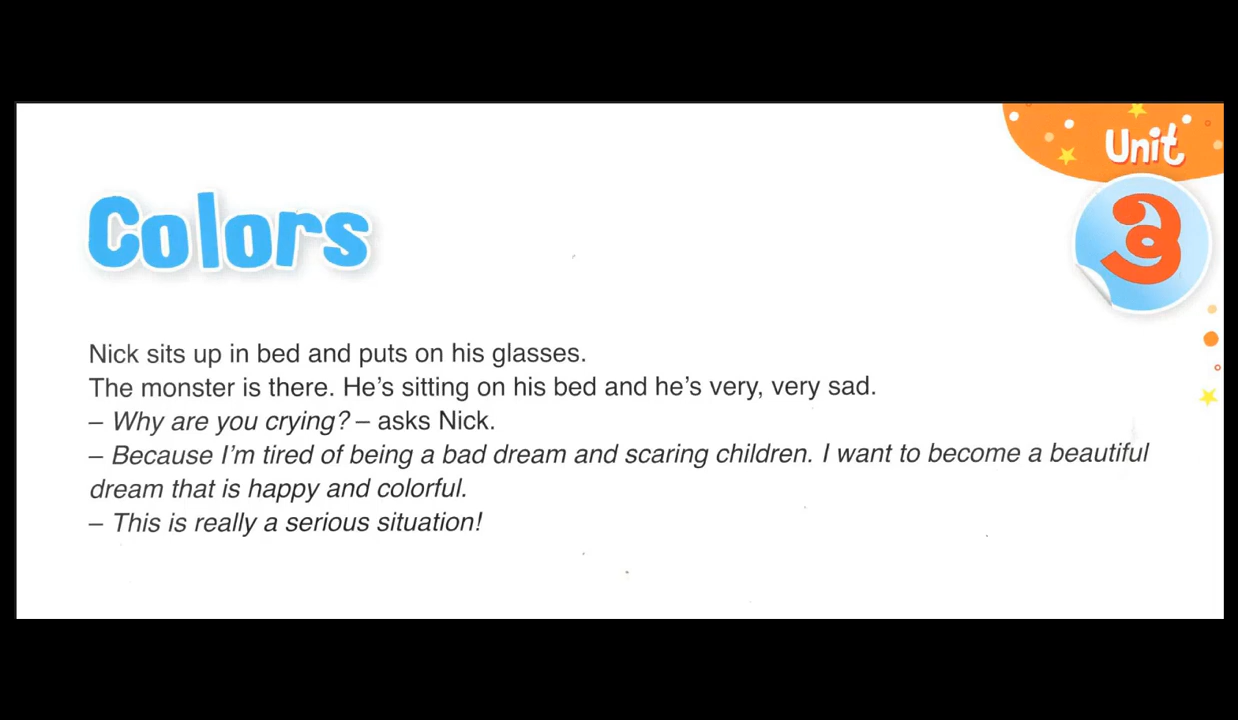 Unit
3
Colors
Nick sits up in bed and puts on his glasses.
The monster is there. He's sitting on his bed and he's very, very sad.
– Why are you crying? – asks Nick.
– Because I'm tired of being a bad dream and scaring children. I want to become a beautiful
dream that is happy and colorful.
– This is really a serious situation!